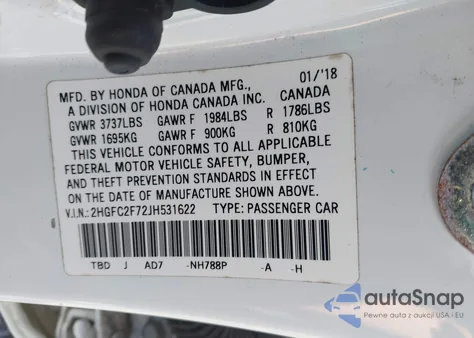 MFD. BY HONDA OF CANADA MFG., 01/'18
A DIVISION OF HONDA CANADA INC. CANADA
GVWR 3737LBS GAWR F 1984LBS R 1786LBS
GVWR 1695KG GAWR F 900KG R 810KG
THIS VEHICLE CONFORMS TO ALL APPLICABLE
FEDERAL MOTOR VEHICLE SAFETY, BUMPER,
AND THEFT PREVENTION STANDARDS IN EFFECT
ON THE DATE OF MANUFACTURE SHOWN ABOVE.
V.I.N.: 2HGFC2F72JH531622 TYPE: PASSENGER CAR
TBD J AD7 -NH788P -A -H
autoSnap
Pewne auta z aukcji USA i EU